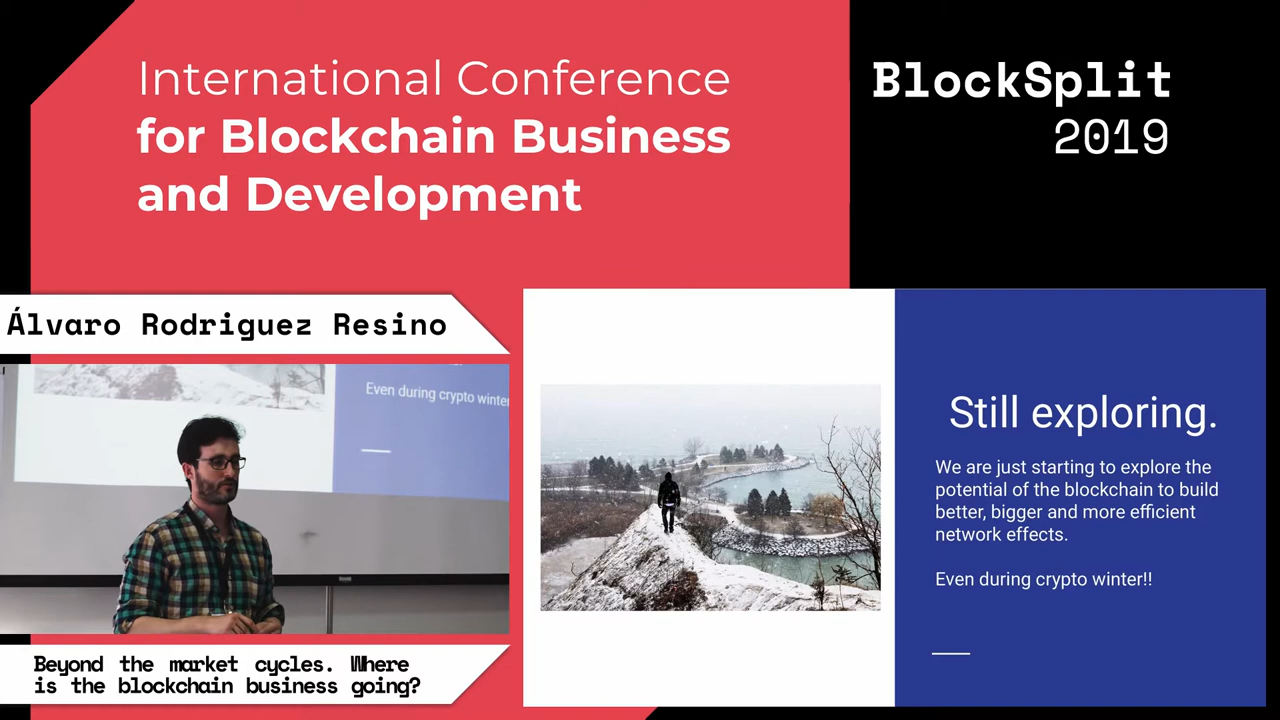 International Conference
for Blockchain Business
and Development
BlockSplit
2019
Álvaro Rodriguez Resino
Even during crypto winter
Beyond the market cycles. Where
is the blockchain business going?
Still exploring.
We are just starting to explore the
potential of the blockchain to build
better, bigger and more efficient
network effects.
Even during crypto winter!!